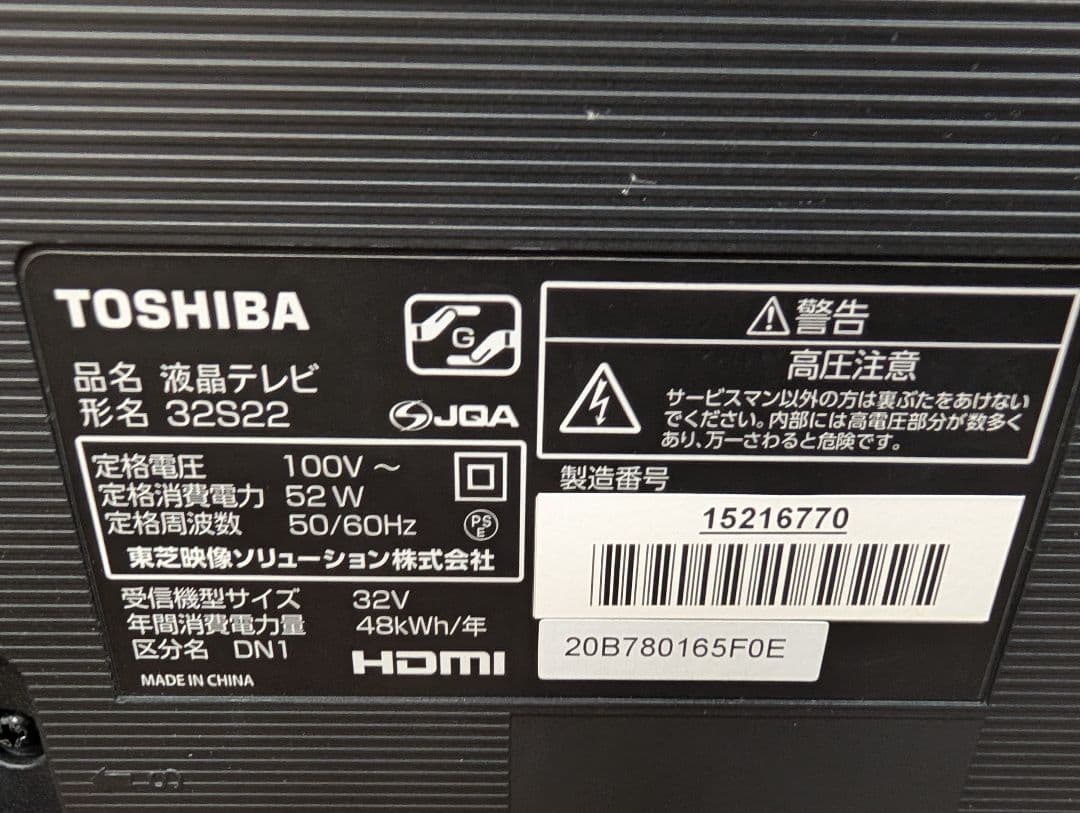 TOSHIBA
品名 液晶テレビ
形名 32S22
G
JQA
定格電圧 100V～
定格消費電力 52W
定格周波数 50/60Hz
PS
E
東芝映像ソリューション株式会社
受信機型サイズ 32V
年間消費電力量 48kWh/年
区分名 DN1
HDMI
MADE IN CHINA
警告
高圧注意
サービスマン以外の方は裏ぶたをあけない
でください。内部には高電圧部分が数多く
あり、万一さわると危険です。
製造番号
15216770
20B780165F0E